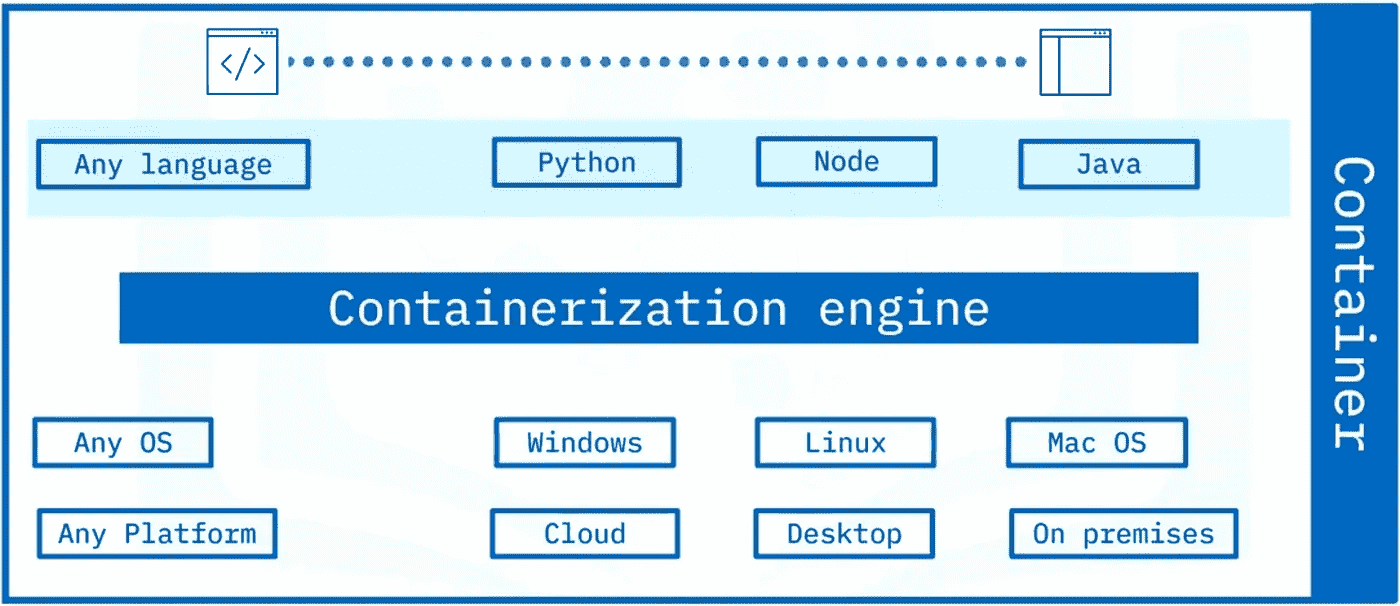 </>
Any language
Python
Node
Java
Containerization engine
Any OS
Windows
Linux
Mac OS
Any Platform
Cloud
Desktop
On premises
Container